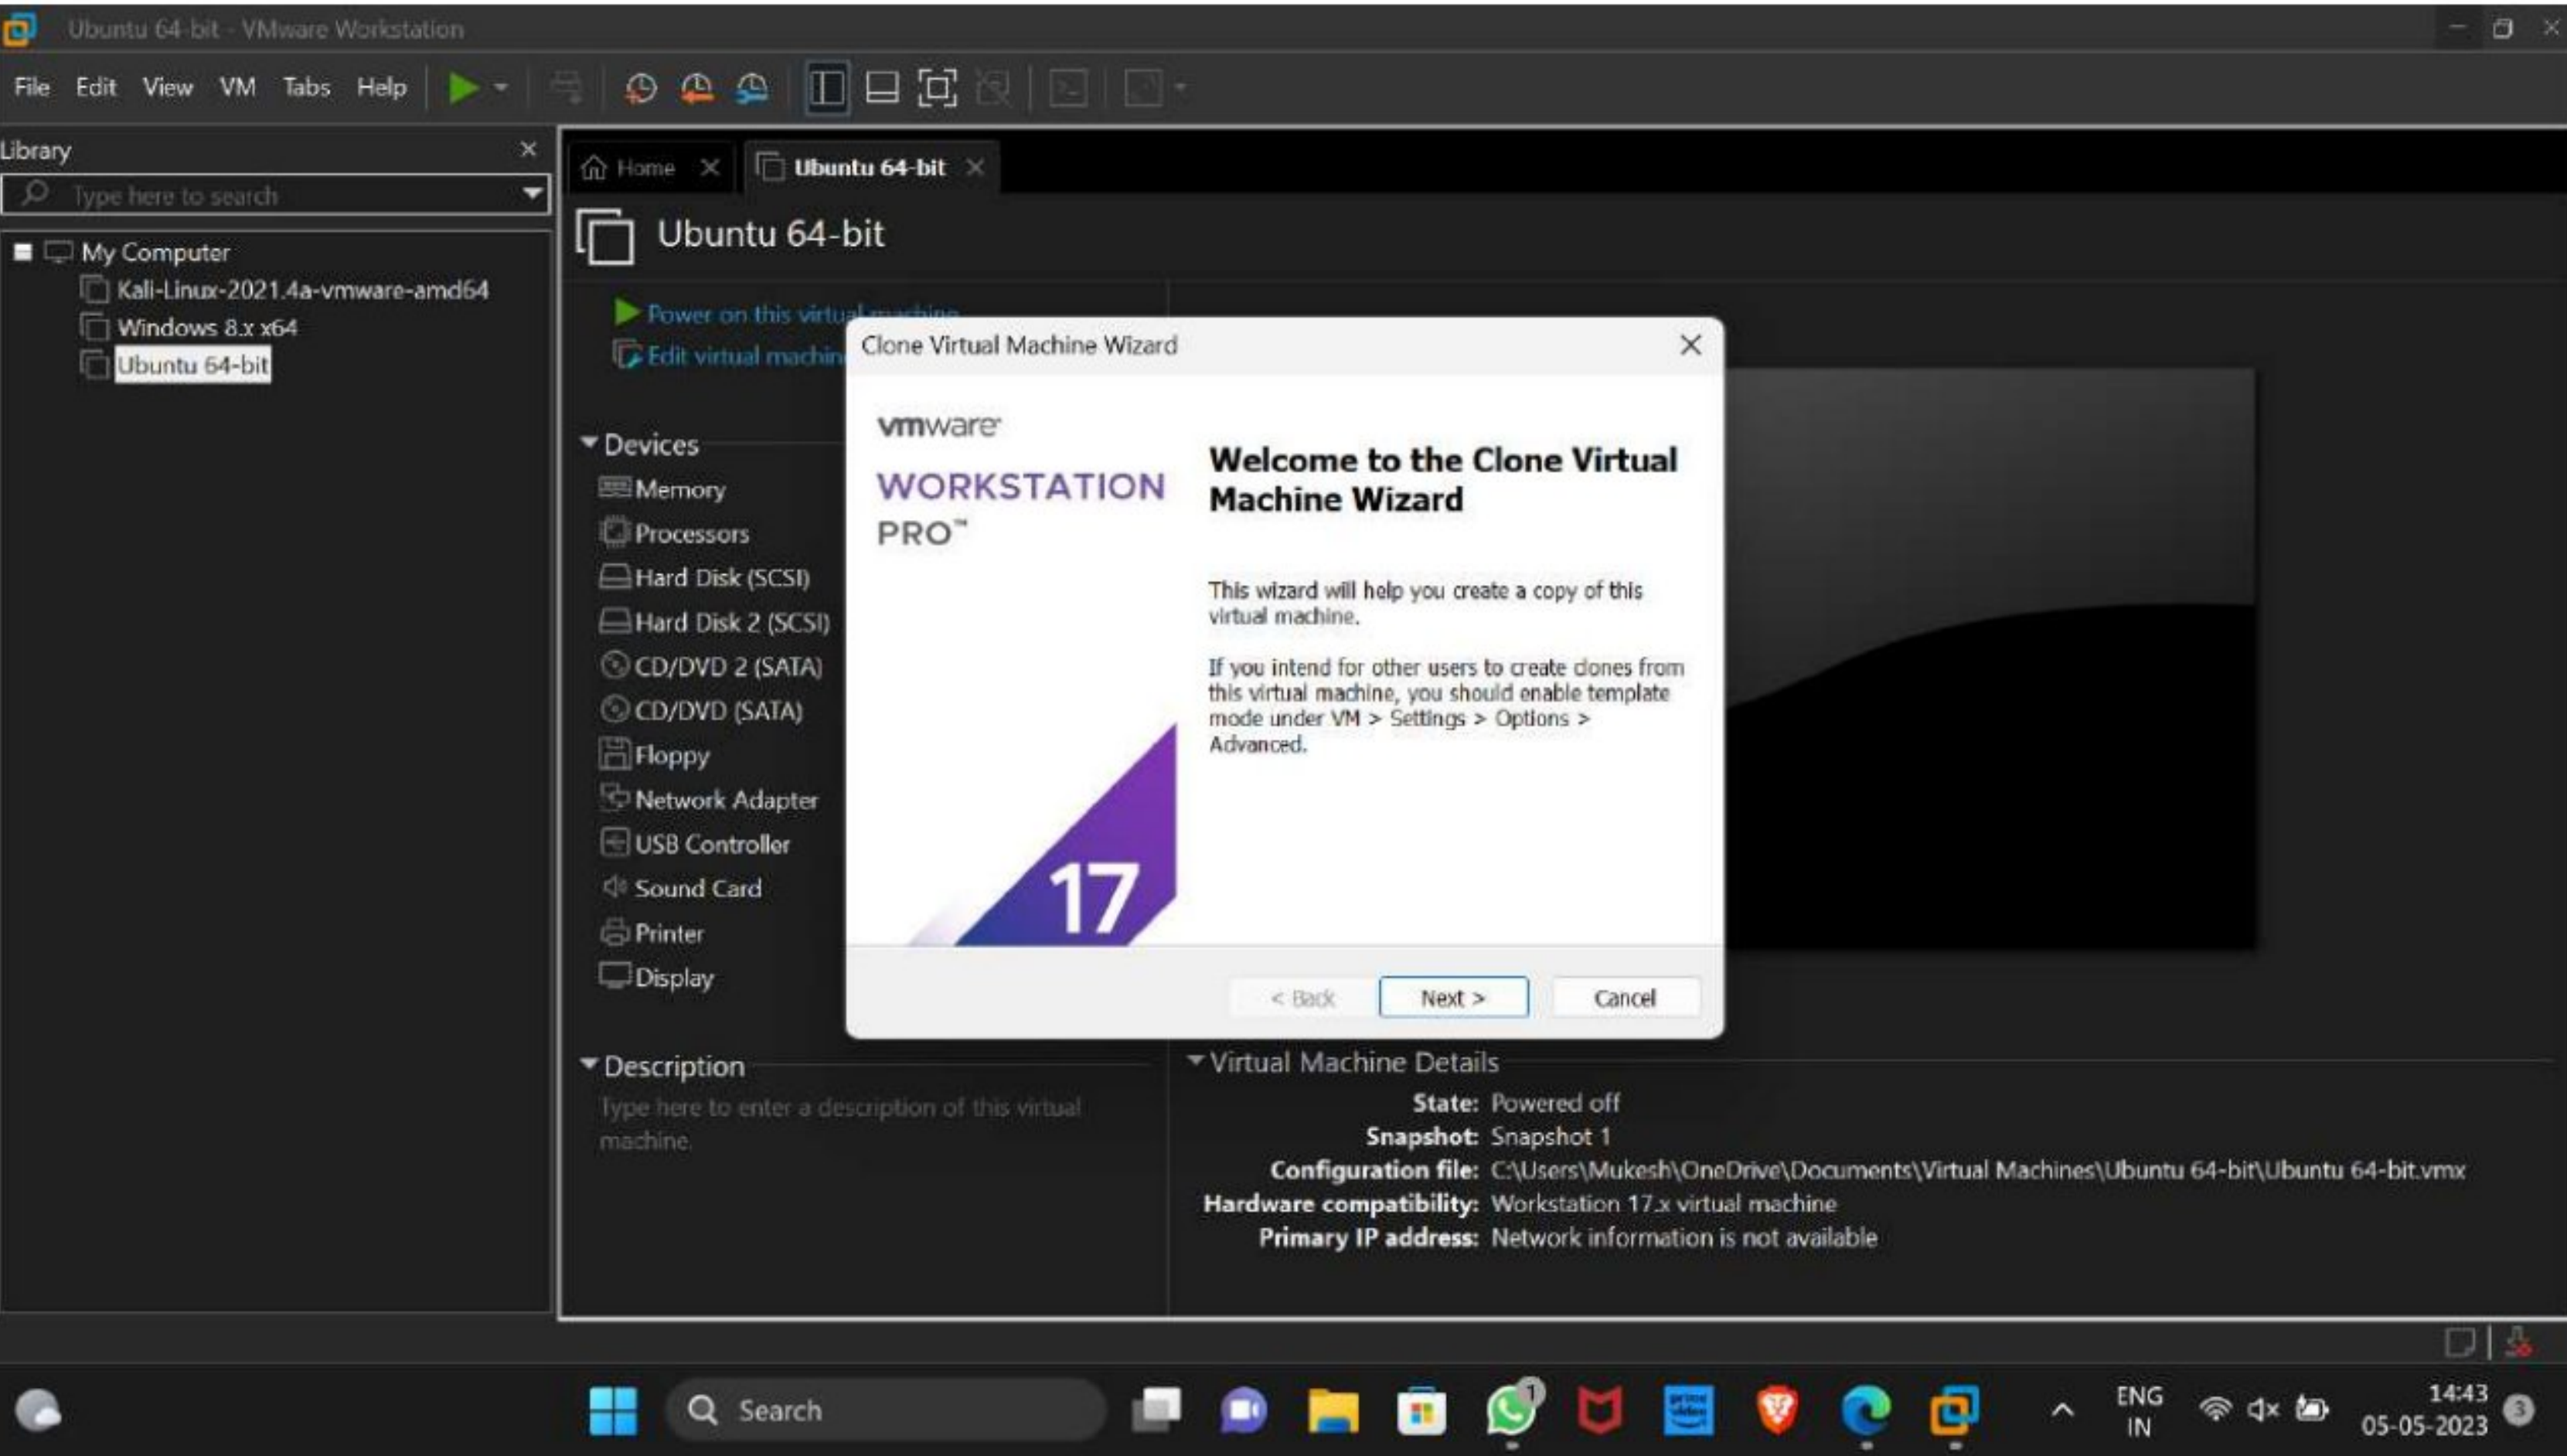 Ubuntu 64-bit - VMware Workstation
File Edit View VM Tabs Help
Library
Type here to search
My Computer
Kali-Linux-2021.4a-vmware-amd64
Windows 8.x x64
Ubuntu 64-bit
Home
Ubuntu 64-bit
Ubuntu 64-bit
Power on this virtual machine
Edit virtual machin
Devices
Memory
Processors
Hard Disk (SCSI)
Hard Disk 2 (SCSI)
CD/DVD 2 (SATA)
CD/DVD (SATA)
Floppy
Network Adapter
USB Controller
Sound Card
Printer
Display
Description
Type here to enter a description of this virtual
machine.
Clone Virtual Machine Wizard
vmware
WORKSTATION
PRO™
17
Welcome to the Clone Virtual
Machine Wizard
This wizard will help you create a copy of this
virtual machine.
If you intend for other users to create clones from
this virtual machine, you should enable template
mode under VM > Settings > Options >
Advanced.
< Back Next > Cancel
Virtual Machine Details
State: Powered off
Snapshot: Snapshot 1
Configuration file: C:\Users\Mukesh\OneDrive\Documents\Virtual Machines\Ubuntu 64-bit\Ubuntu 64-bit.vmx
Hardware compatibility: Workstation 17.x virtual machine
Primary IP address: Network information is not available
Search
prime
video
1
ENG
IN
14:43
05-05-2023
3